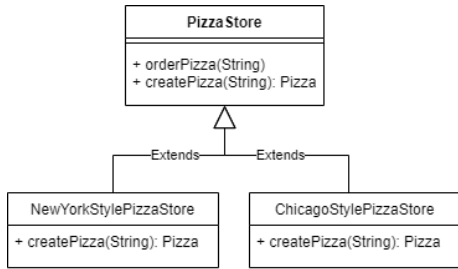 PizzaStore
+ orderPizza(String)
+ createPizza(String): Pizza
Extends
Extends
NewYorkStylePizzaStore
+ createPizza(String): Pizza
ChicagoStylePizzaStore
+ createPizza(String): Pizza